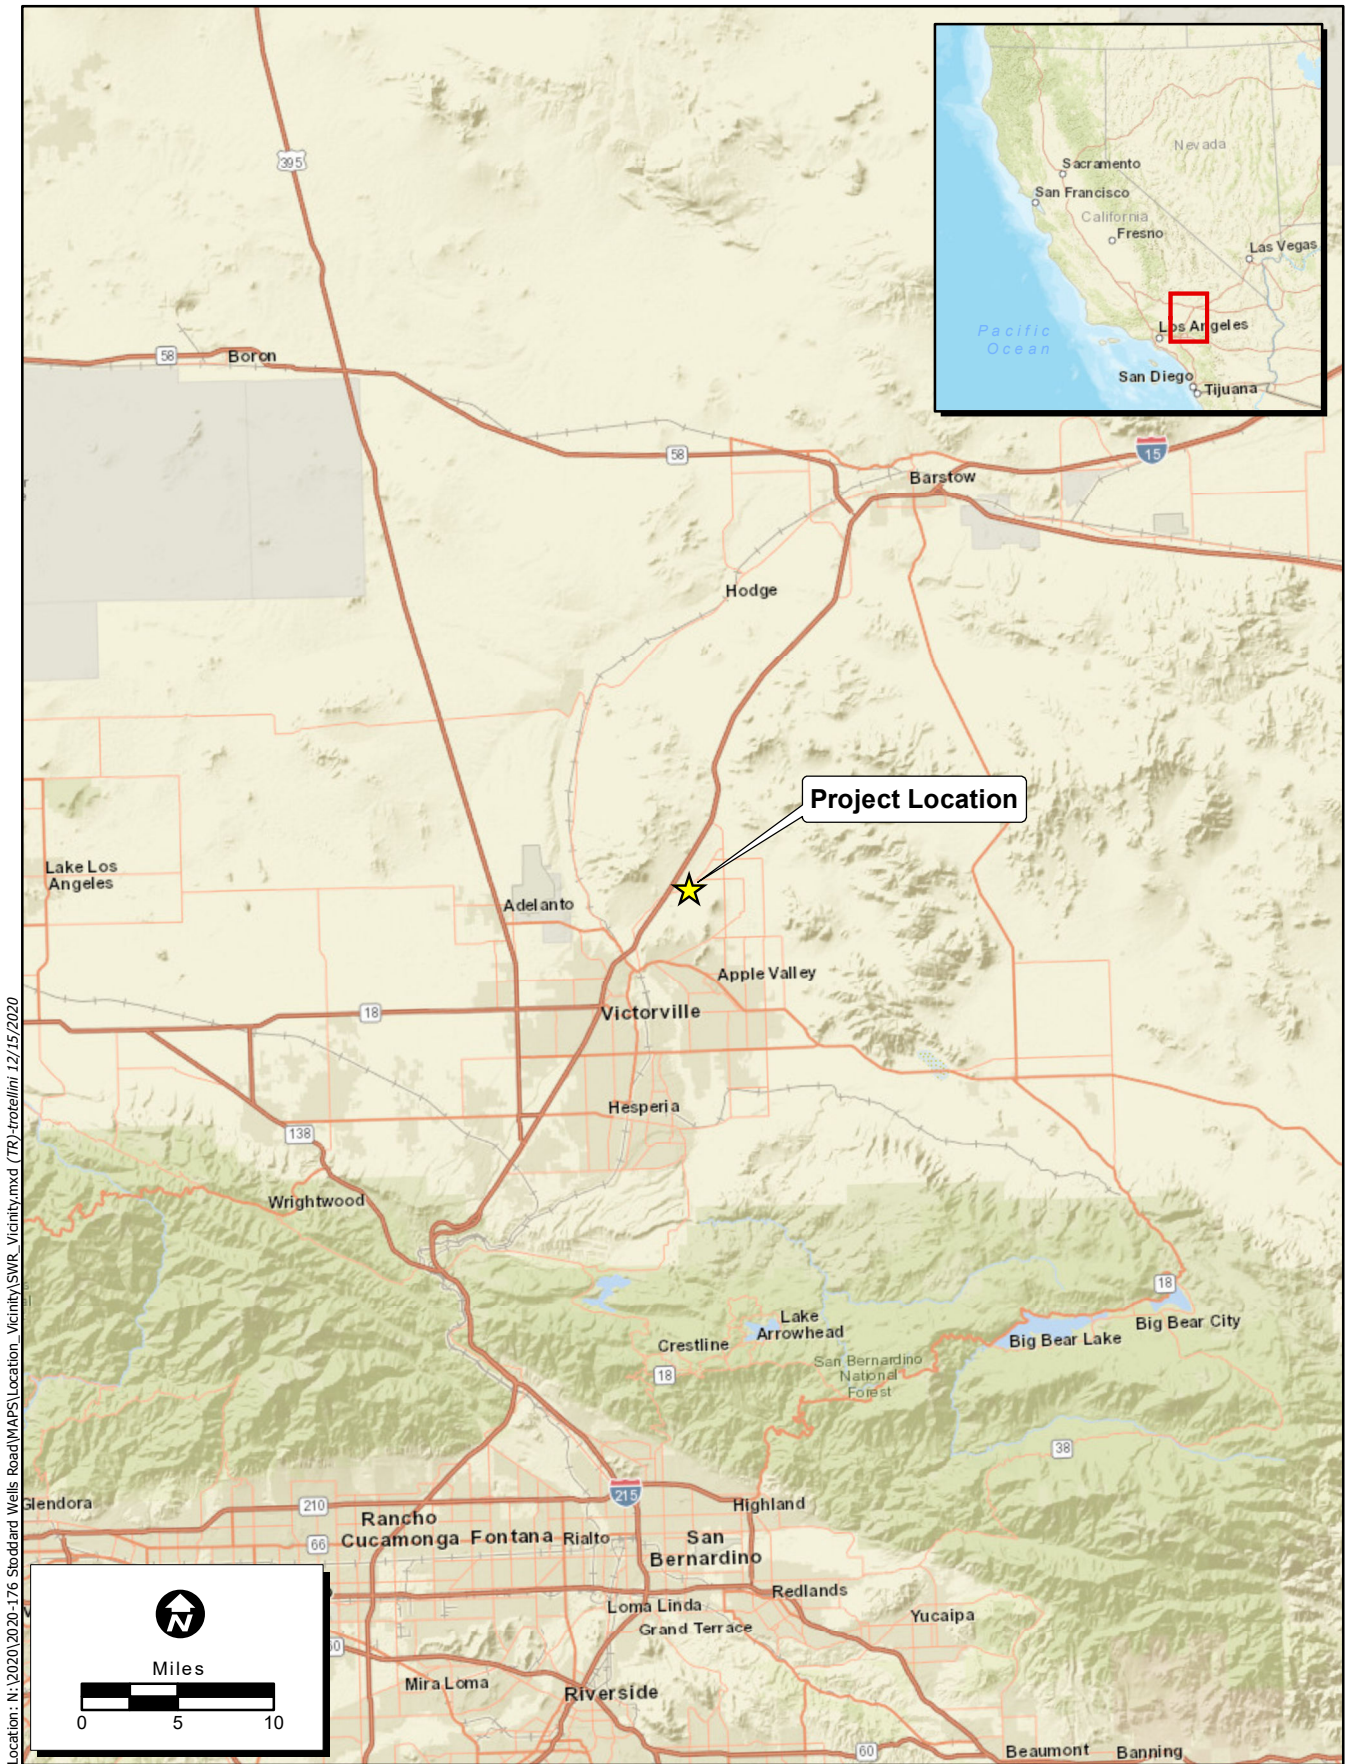 395
Sacramento
San Francisco
Nevada
California
Fresno
Las Vegas
Pacific
Ocean
Los Angeles
San Diego
Tijuana
58
Boron
58
15
Barstow
Hodge
Project Location
Lake Los
Angeles
Adelanto
Apple Valley
18
Victorville
Hesperia
138
Wrightwood
18
Lake
Arrowhead
Big Bear City
Big Bear Lake
Crestline
San Bernardino
National
Forest
18
38
215
Glendora
210
Highland
Rancho
Cucamonga
Fontana
Rialto
San
Bernardino
66
Redlands
Loma Linda
Grand Terrace
Yucaipa
Mira Loma
Riverside
60
Beaumont
Banning
N
Miles
0 5 10
Location: N:\2020\2020-176 Stoddard Wells Road\MAPS\Location_Vicinity\SWR_Vicinity.mxd (TR)-trotellini 12/15/2020